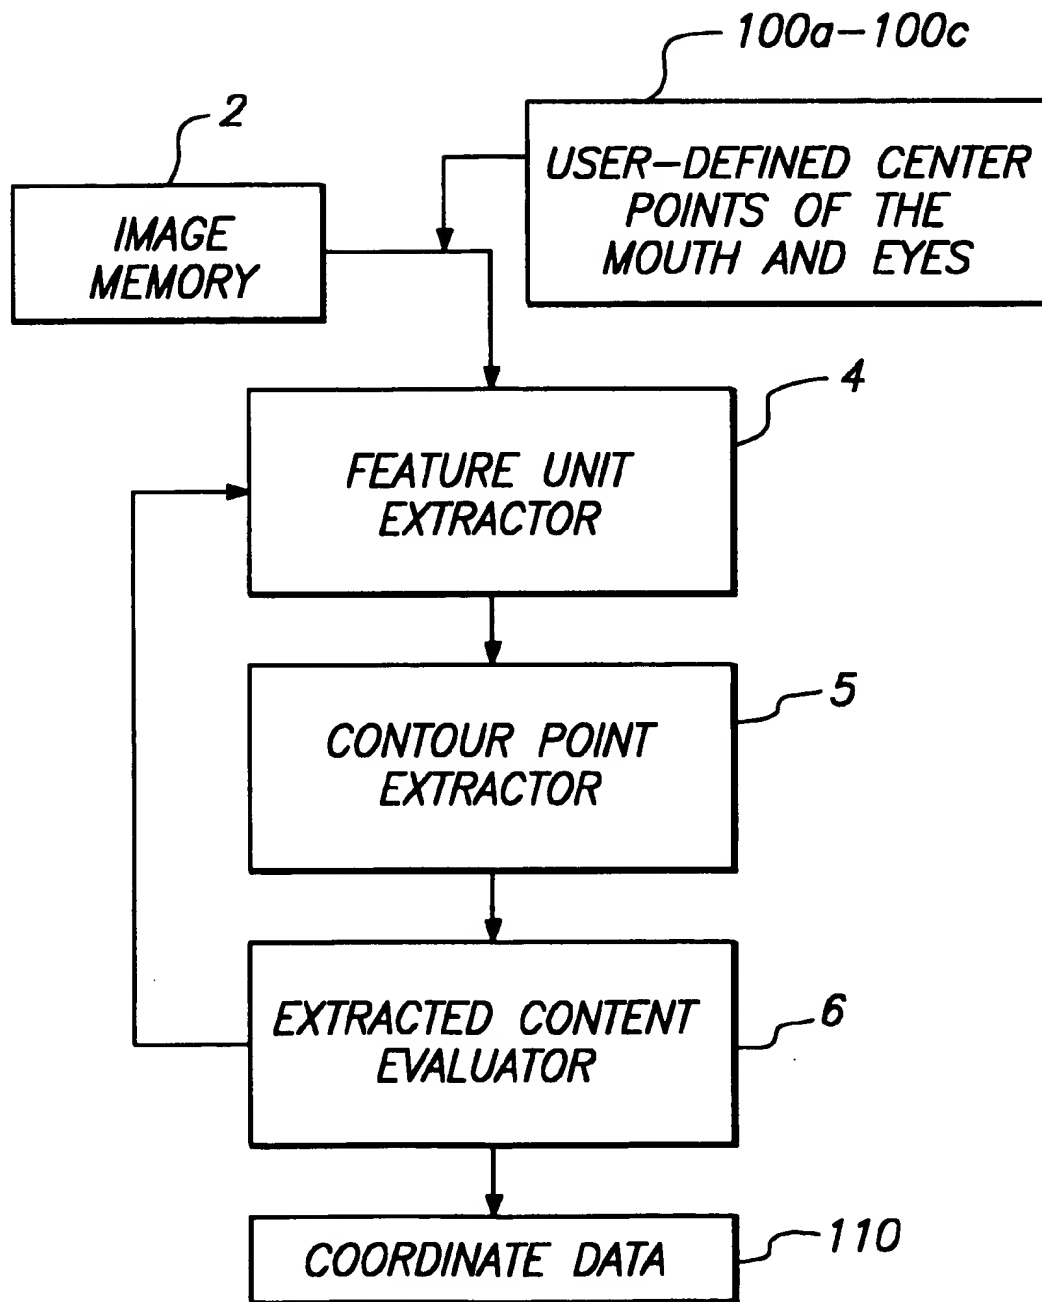 100a-100c
2
USER-DEFINED CENTER
POINTS OF THE
MOUTH AND EYES
IMAGE
MEMORY
4
FEATURE UNIT
EXTRACTOR
5
CONTOUR POINT
EXTRACTOR
6
EXTRACTED CONTENT
EVALUATOR
110
COORDINATE DATA